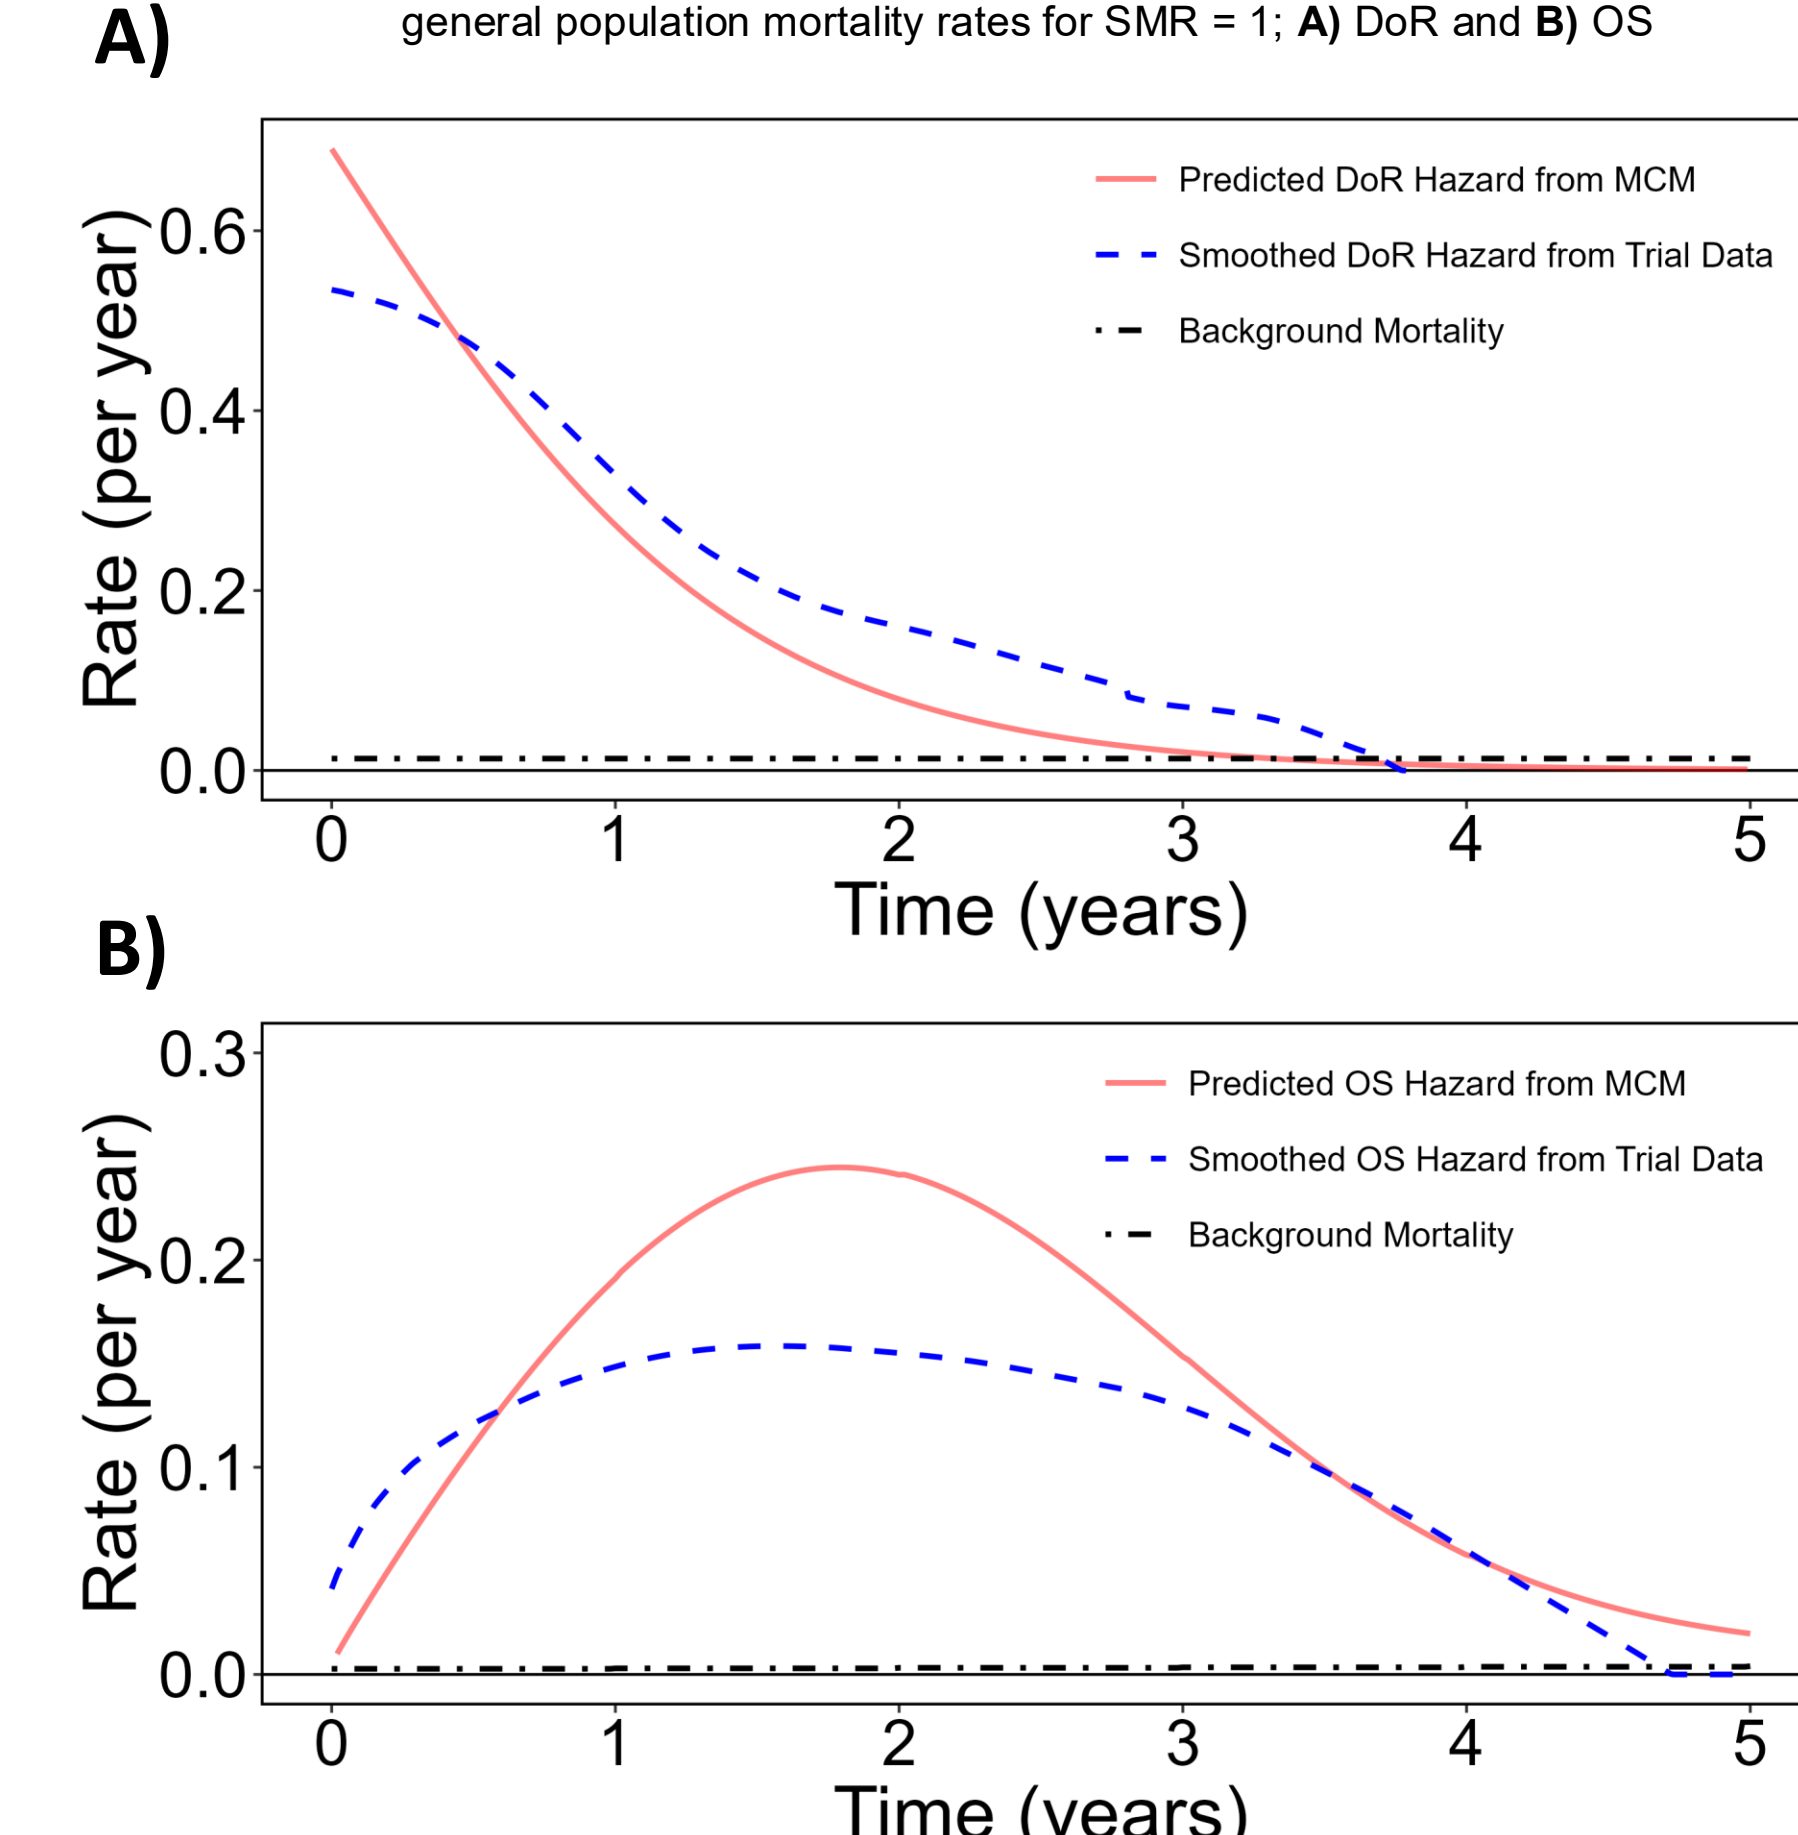 A)
general population mortality rates for SMR = 1; A) DoR and B) OS
Predicted DoR Hazard from MCM
Smoothed DoR Hazard from Trial Data
Background Mortality
Rate (per year)
0.6
0.4
0.2
0.0
0 1 2 3 4 5
Time (years)
B)
Predicted OS Hazard from MCM
Smoothed OS Hazard from Trial Data
Background Mortality
Rate (per year)
0.3
0.2
0.1
0.0
0 1 2 3 4 5
Time (years)